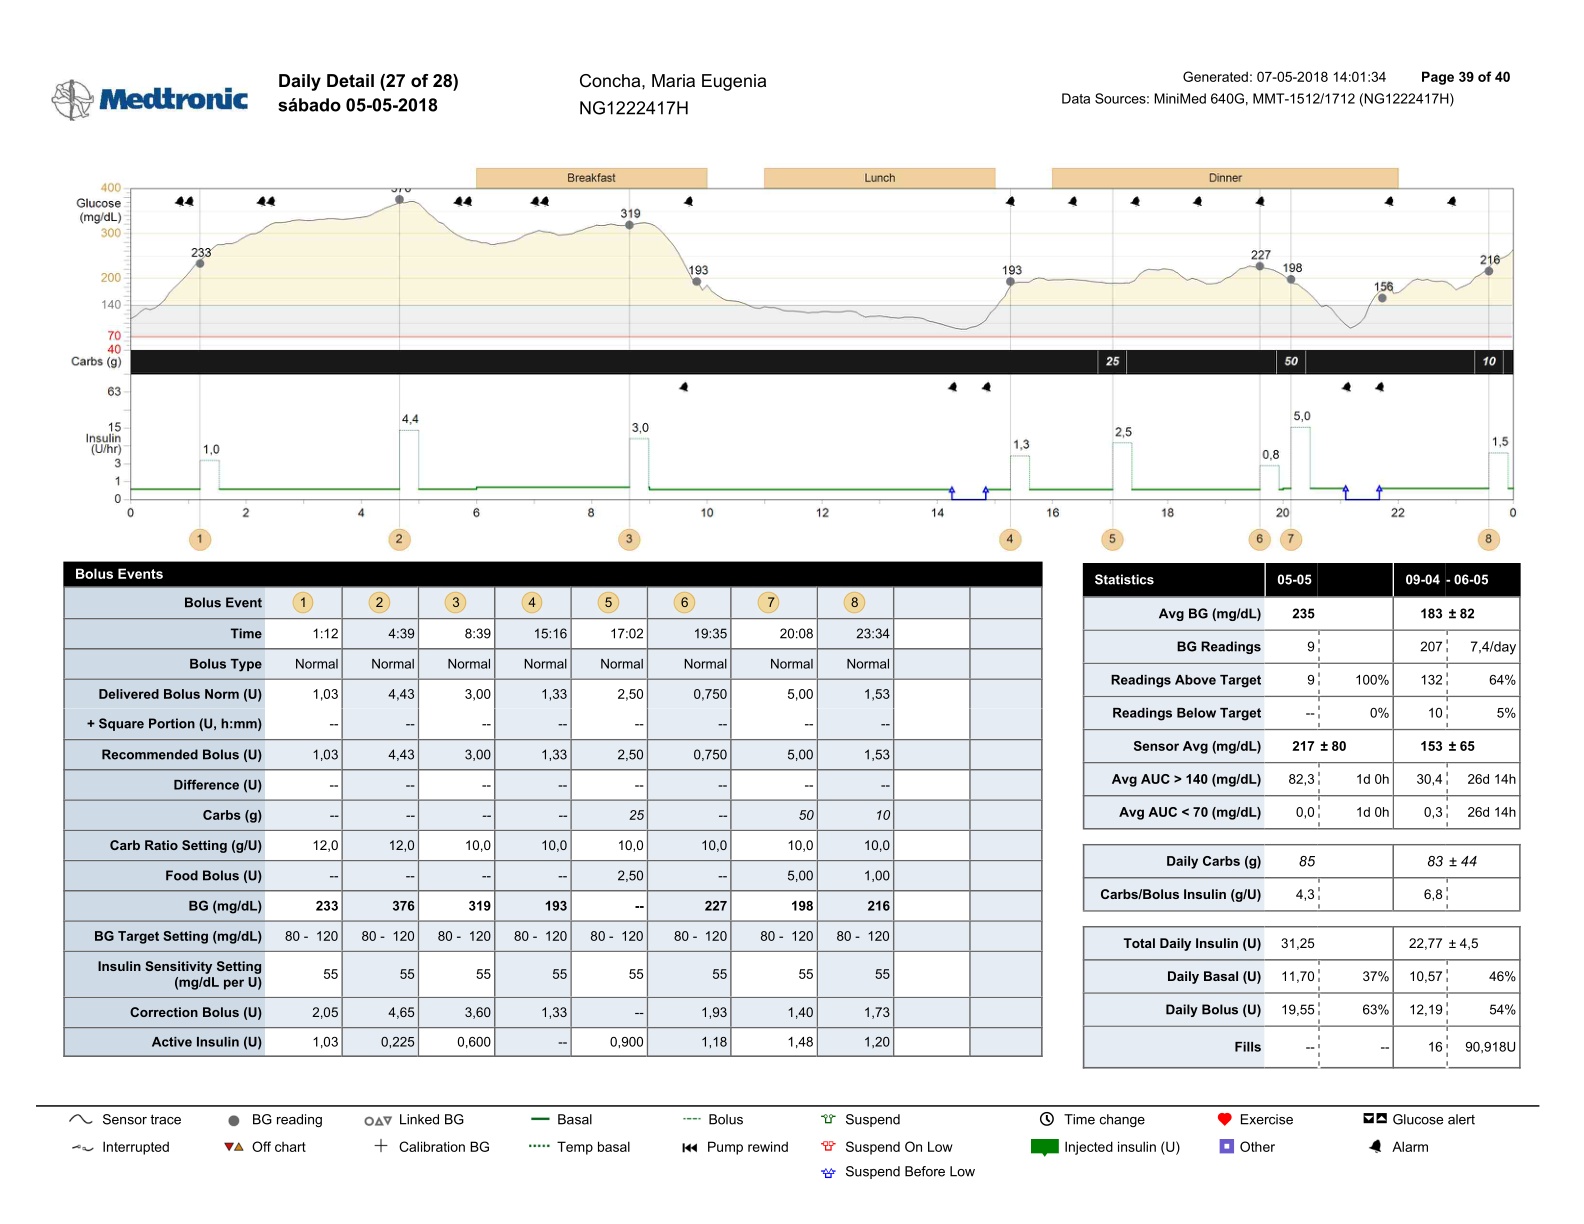 Medtronic
Daily Detail (27 of 28)
sábado 05-05-2018
Concha, Maria Eugenia
NG1222417H
Generated: 07-05-2018 14:01:34 Page 39 of 40
Data Sources: MiniMed 640G, MMT-1512/1712 (NG1222417H)
Breakfast Lunch Dinner
400
Glucose
(mg/dL)
300
200
140
70
40
233 376 319 193 193 227 198 156 216
Carbs (g) 25 50 10
63
15
Insulin
(U/hr)
3
1
0
1,0 4,4 3,0 1,3 2,5 0,8 5,0 1,5
0 2 4 6 8 10 12 14 16 18 20 22 0
1 2 3 4 5 6 7 8
Bolus Events
Bolus Event 1 2 3 4 5 6 7 8
Time 1:12 4:39 8:39 15:16 17:02 19:35 20:08 23:34
Bolus Type Normal Normal Normal Normal Normal Normal Normal Normal
Delivered Bolus Norm (U) 1,03 4,43 3,00 1,33 2,50 0,750 5,00 1,53
+ Square Portion (U, h:mm) -- -- -- -- -- -- -- --
Recommended Bolus (U) 1,03 4,43 3,00 1,33 2,50 0,750 5,00 1,53
Difference (U) -- -- -- -- -- -- -- --
Carbs (g) -- -- -- -- 25 -- 50 10
Carb Ratio Setting (g/U) 12,0 12,0 10,0 10,0 10,0 10,0 10,0 10,0
Food Bolus (U) -- -- -- -- 2,50 -- 5,00 1,00
BG (mg/dL) 233 376 319 193 -- 227 198 216
BG Target Setting (mg/dL) 80 - 120 80 - 120 80 - 120 80 - 120 80 - 120 80 - 120 80 - 120 80 - 120
Insulin Sensitivity Setting
(mg/dL per U) 55 55 55 55 55 55 55 55
Correction Bolus (U) 2,05 4,65 3,60 1,33 -- 1,93 1,40 1,73
Active Insulin (U) 1,03 0,225 0,600 -- 0,900 1,18 1,48 1,20
Statistics 05-05 09-04 - 06-05
Avg BG (mg/dL) 235 183 ± 82
BG Readings 9 207 7,4/day
Readings Above Target 9 100% 132 64%
Readings Below Target -- 0% 10 5%
Sensor Avg (mg/dL) 217 ± 80 153 ± 65
Avg AUC > 140 (mg/dL) 82,3 1d 0h 30,4 26d 14h
Avg AUC < 70 (mg/dL) 0,0 1d 0h 0,3 26d 14h
Daily Carbs (g) 85 83 ± 44
Carbs/Bolus Insulin (g/U) 4,3 6,8
Total Daily Insulin (U) 31,25 22,77 ± 4,5
Daily Basal (U) 11,70 37% 10,57 46%
Daily Bolus (U) 19,55 63% 12,19 54%
Fills -- -- 16 90,918U
Sensor trace BG reading Linked BG Basal Bolus Suspend Time change Exercise Glucose alert
Interrupted Off chart Calibration BG Temp basal Pump rewind Suspend On Low Injected insulin (U) Other Alarm
Suspend Before Low